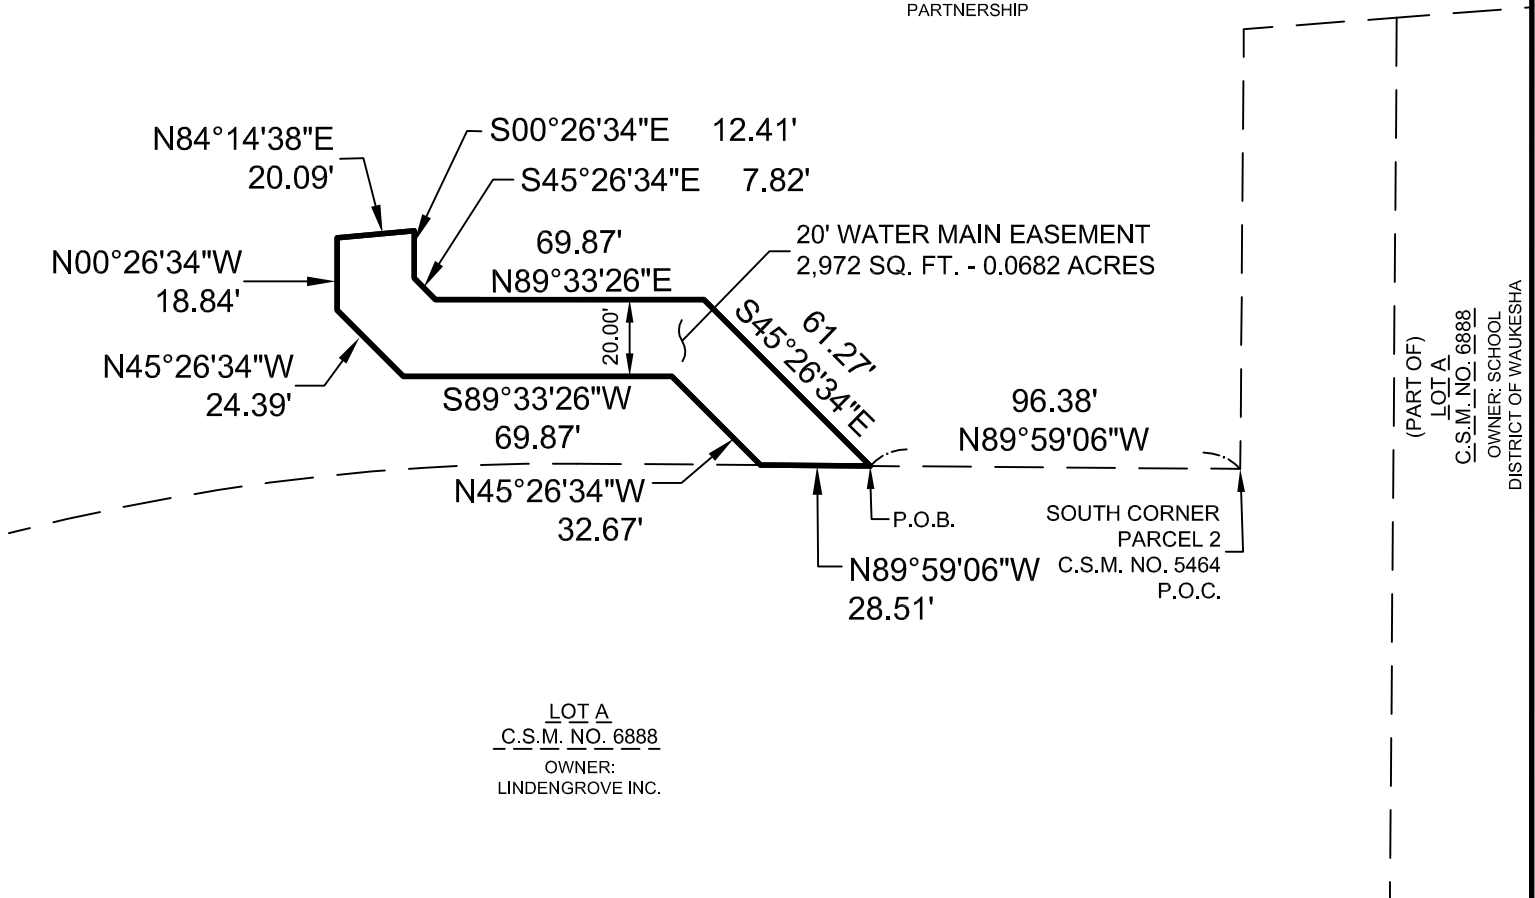 PARTNERSHIP
N84°14'38"E
20.09'
S00°26'34"E 12.41'
S45°26'34"E 7.82'
N00°26'34"W
18.84'
69.87'
N89°33'26"E
20' WATER MAIN EASEMENT
2,972 SQ. FT. - 0.0682 ACRES
61.27'
S45°26'34"E
20.00'
N45°26'34"W
24.39'
S89°33'26"W
69.87'
96.38'
N89°59'06"W
N45°26'34"W
32.67'
P.O.B.
N89°59'06"W
28.51'
SOUTH CORNER
PARCEL 2
C.S.M. NO. 5464
P.O.C.
(PART OF)
LOT A
C.S.M. NO. 6888
OWNER: SCHOOL
DISTRICT OF WAUKESHA
LOT A
C.S.M. NO. 6888
OWNER:
LINDENGROVE INC.